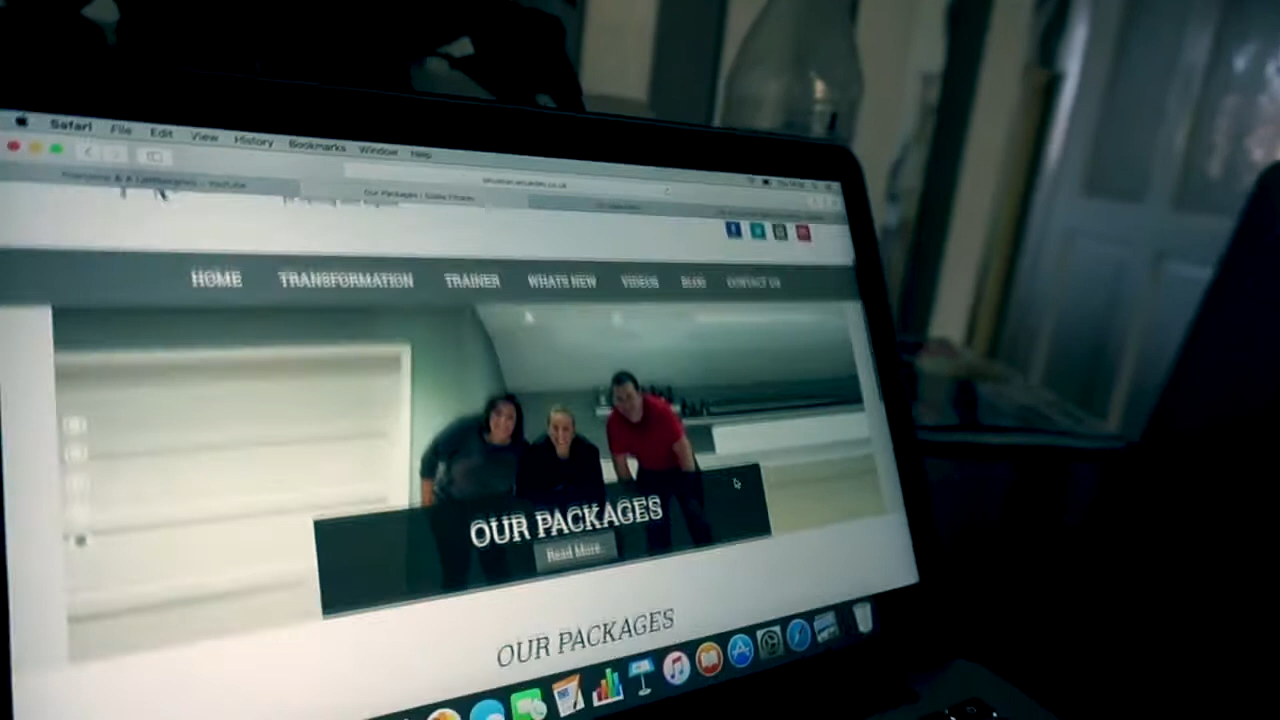 Safari File Edit View History Bookmarks Window Help
HOME TRANSFORMATION TRAINER WHATS NEW VIDEOS BLOG CONTACT US
OUR PACKAGES
Read More
OUR PACKAGES